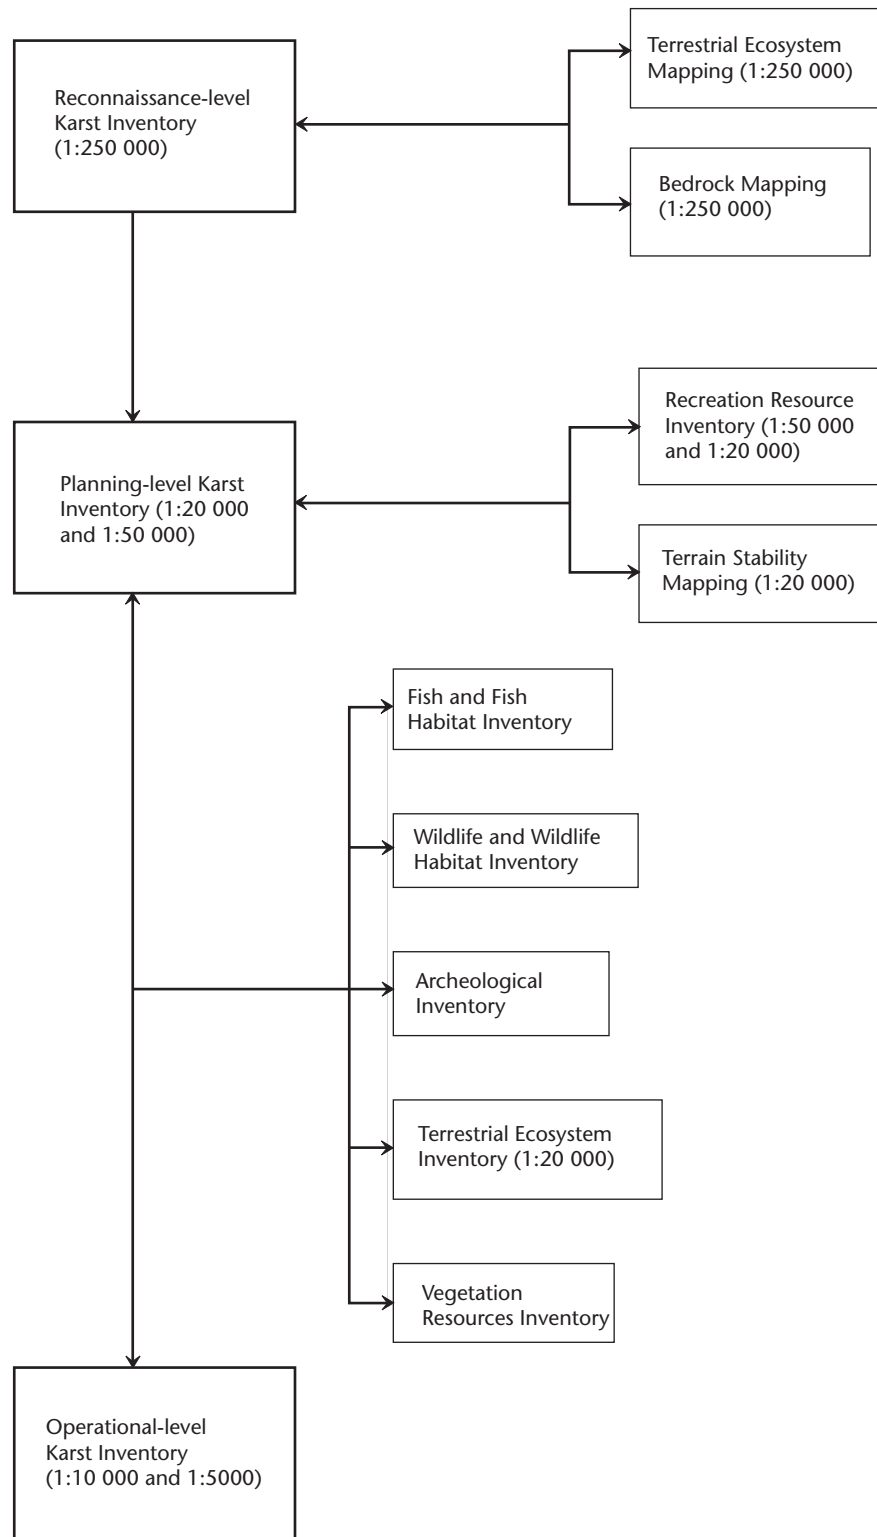 Reconnaissance-level
Karst Inventory
(1:250 000)
Terrestrial Ecosystem
Mapping (1:250 000)
Bedrock Mapping
(1:250 000)
Planning-level Karst
Inventory (1:20 000
and 1:50 000)
Recreation Resource
Inventory (1:50 000
and 1:20 000)
Terrain Stability
Mapping (1:20 000)
Fish and Fish
Habitat Inventory
Wildlife and Wildlife
Habitat Inventory
Archeological
Inventory
Terrestrial Ecosystem
Inventory (1:20 000)
Vegetation
Resources Inventory
Operational-level
Karst Inventory
(1:10 000 and 1:5000)